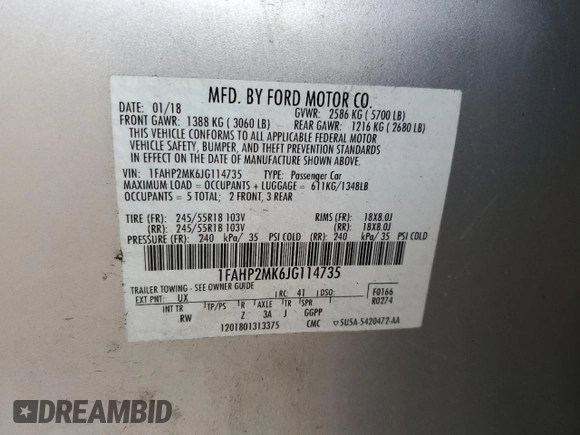 MFD. BY FORD MOTOR CO.
DATE: 01/18 GVWR: 2586 KG ( 5700 LB)
FRONT GAWR: 1388 KG ( 3060 LB) REAR GAWR: 1216 KG ( 2680 LB)
THIS VEHICLE CONFORMS TO ALL APPLICABLE FEDERAL MOTOR
VEHICLE SAFETY, BUMPER, AND THEFT PREVENTION STANDARDS
IN EFFECT ON THE DATE OF MANUFACTURE SHOWN ABOVE.
VIN: 1FAHP2MK6JG114735 TYPE: Passenger Car
MAXIMUM LOAD = OCCUPANTS + LUGGAGE = 611KG/1348LB
OCCUPANTS = 5 TOTAL; 2 FRONT, 3 REAR
TIRE (FR): 245/55R18 103V RIMS (FR): 18X8.0J
(RR): 245/55R18 103V (RR): 18X8.0J
PRESSURE (FR): 240 kPa/ 35 PSI COLD (RR): 240 kPa/ 35 PSI COLD
1FAHP2MK6JG114735
TRAILER TOWING - SEE OWNER GUIDE
EXT PNT: UX RC: 41 DSO: F0166
INT TR TP/PS R AXLE TR SPR R0274
RW Z 3A J GGPP
1201801313375 CMC 5U5A-5420472-AA
DREAMBID